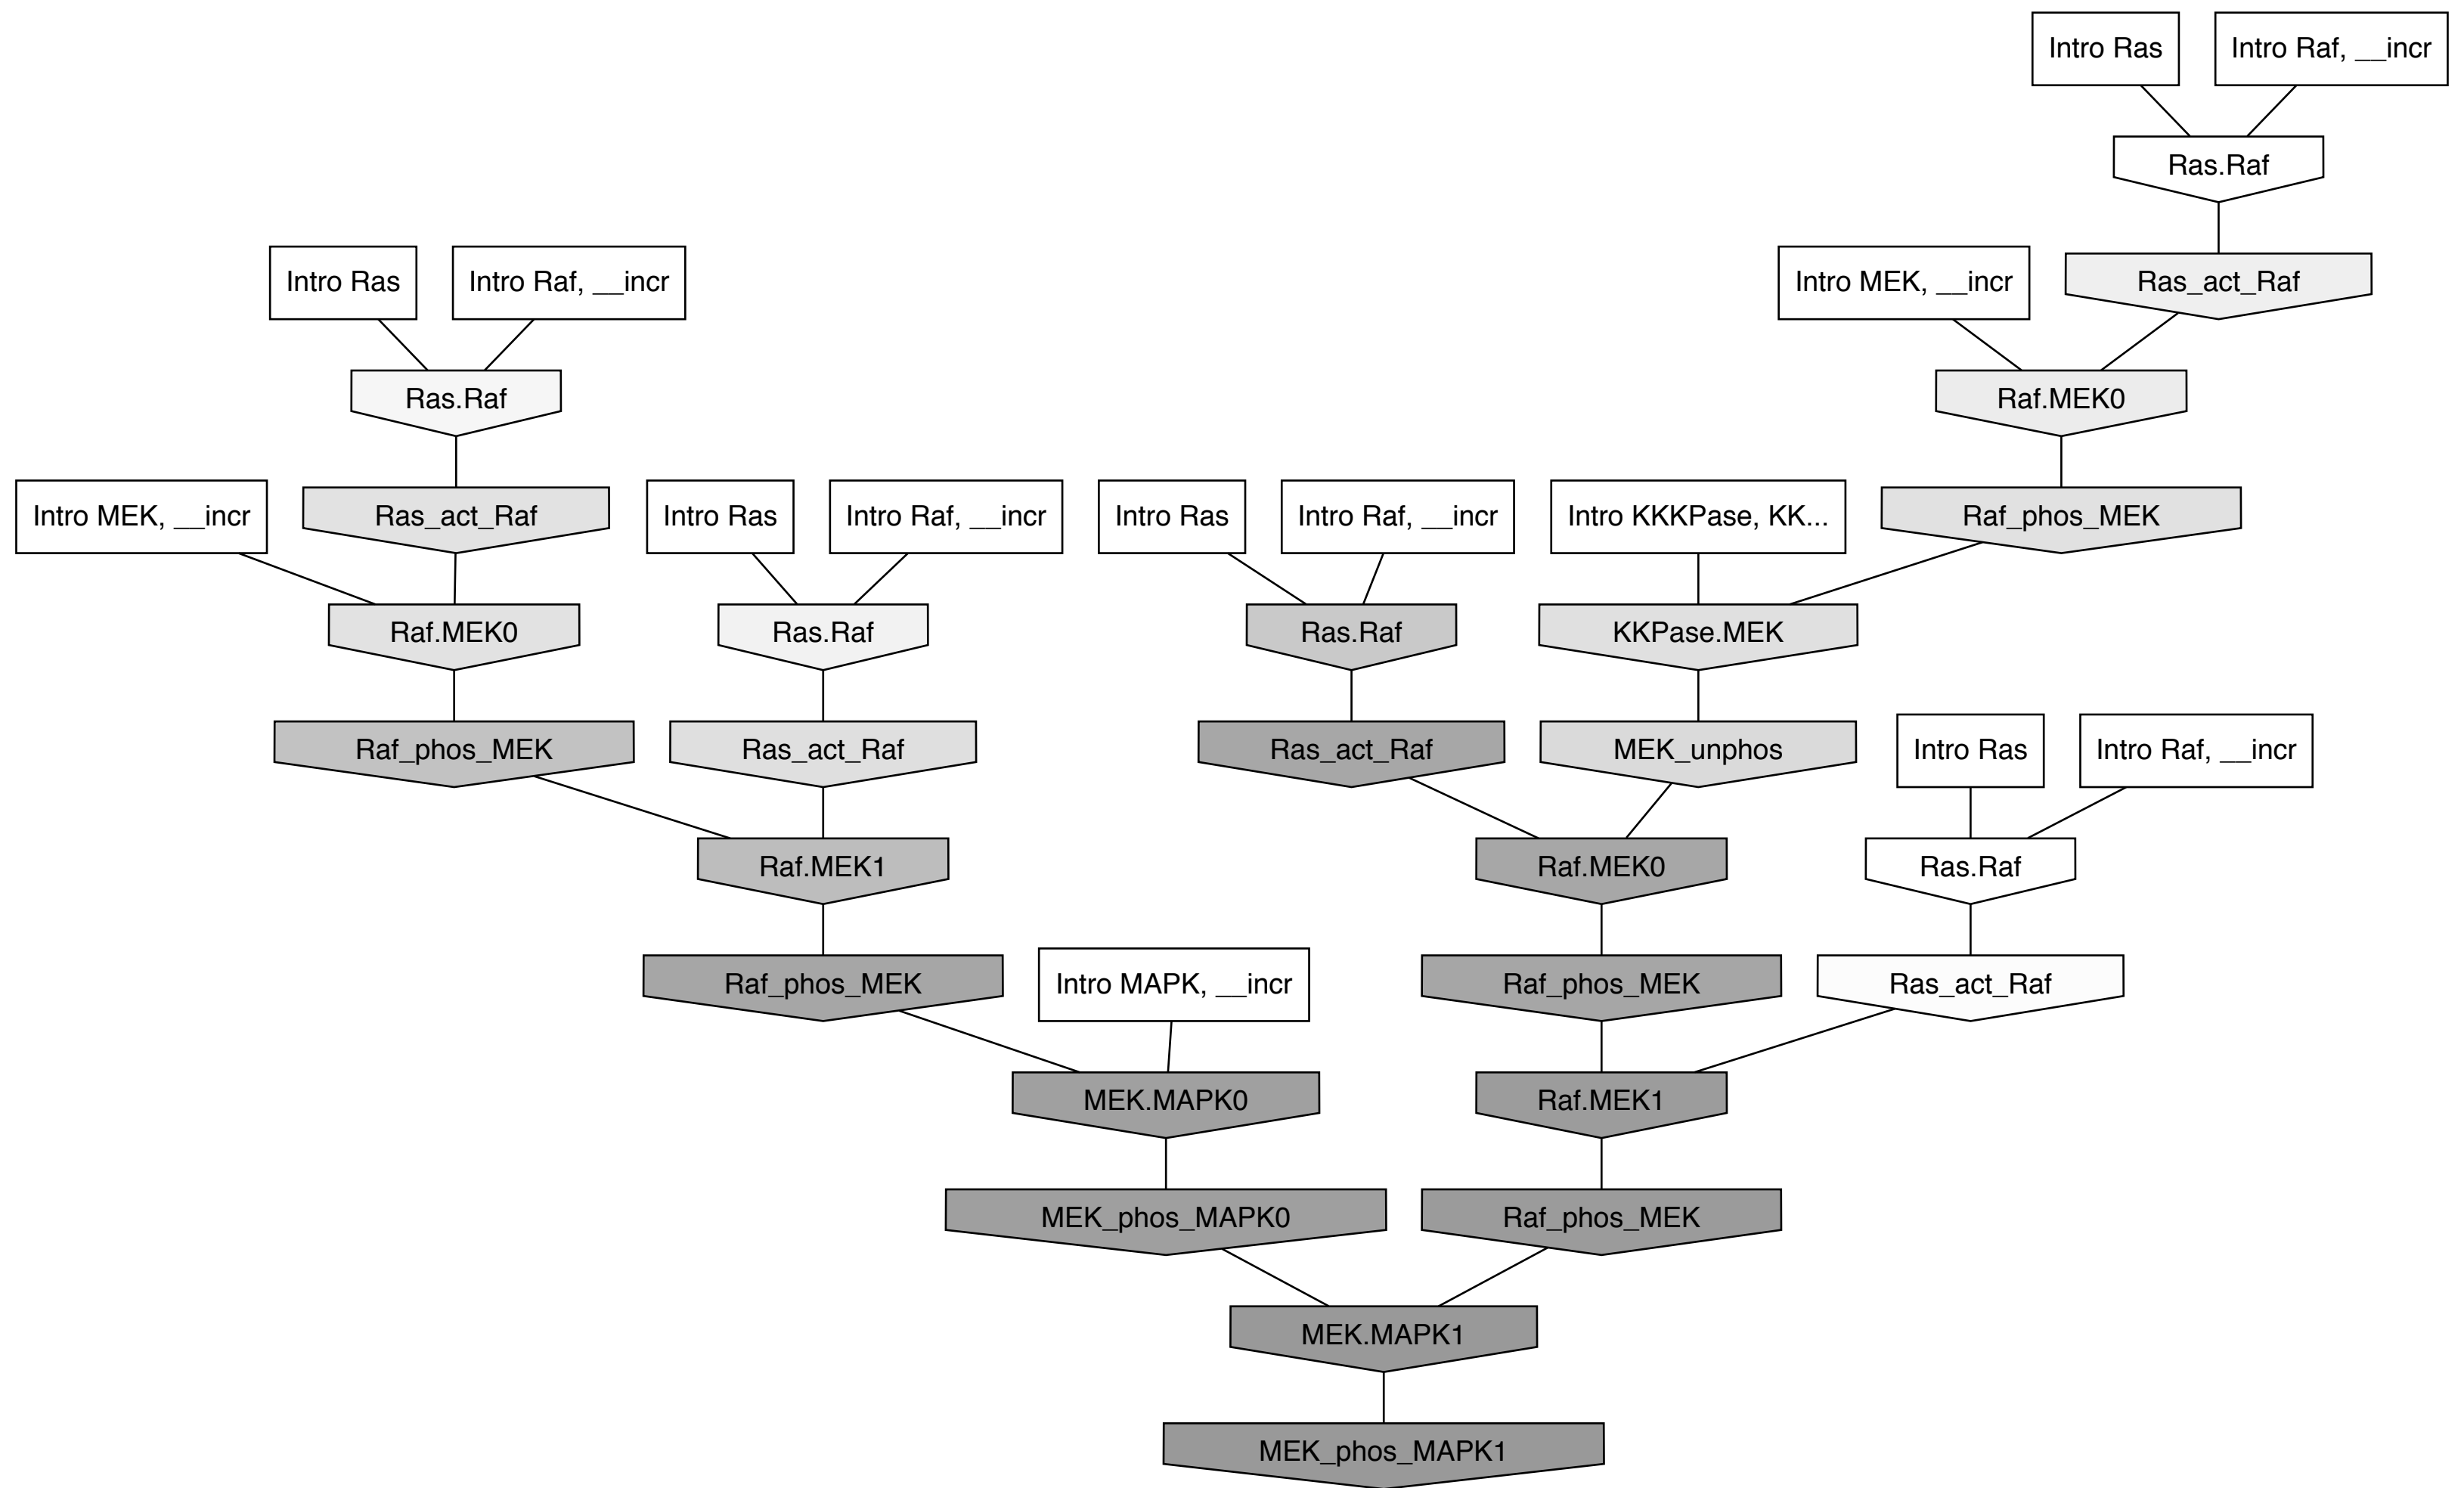 Intro Ras
Intro Raf, __incr
Ras.Raf
Intro Ras
Intro Raf, __incr
Intro MEK, __incr
Ras_act_Raf
Ras.Raf
Raf.MEK0
Intro MEK, __incr
Ras_act_Raf
Intro Ras
Intro Raf, __incr
Intro Ras
Intro Raf, __incr
Intro KKKPase, KK...
Raf_phos_MEK
Raf.MEK0
Ras.Raf
Ras.Raf
KKPase.MEK
Raf_phos_MEK
Ras_act_Raf
Ras_act_Raf
MEK_unphos
Intro Ras
Intro Raf, __incr
Raf.MEK1
Raf.MEK0
Ras.Raf
Raf_phos_MEK
Intro MAPK, __incr
Raf_phos_MEK
Ras_act_Raf
MEK.MAPK0
Raf.MEK1
MEK_phos_MAPK0
Raf_phos_MEK
MEK.MAPK1
MEK_phos_MAPK1